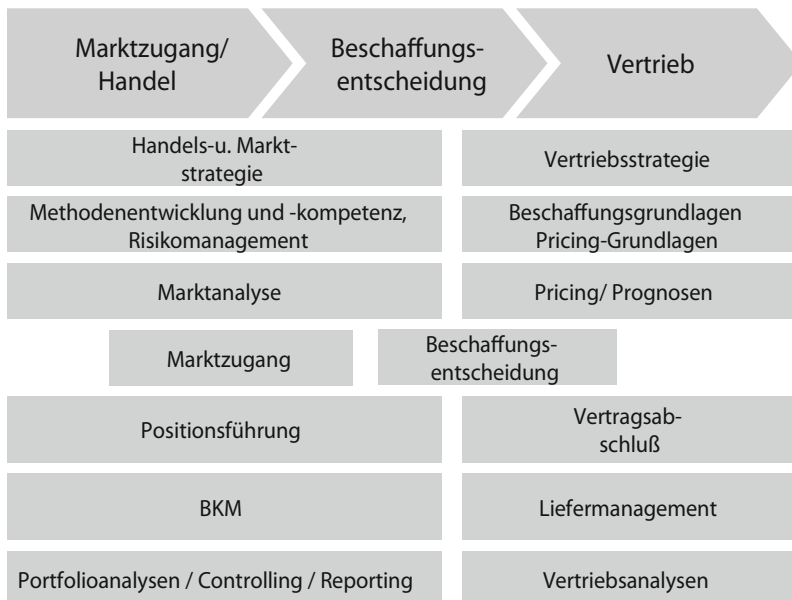 Marktzugang/
Handel
Beschaffungs-
entscheidung
Vertrieb
Handels-u. Markt-
strategie
Vertriebsstrategie
Methodenentwicklung und -kompetenz,
Risikomanagement
Beschaffungsgrundlagen
Pricing-Grundlagen
Marktanalyse
Pricing/ Prognosen
Marktzugang
Beschaffungs-
entscheidung
Positionsführung
Vertragsab-
schluß
BKM
Liefermanagement
Portfolioanalysen / Controlling / Reporting
Vertriebsanalysen